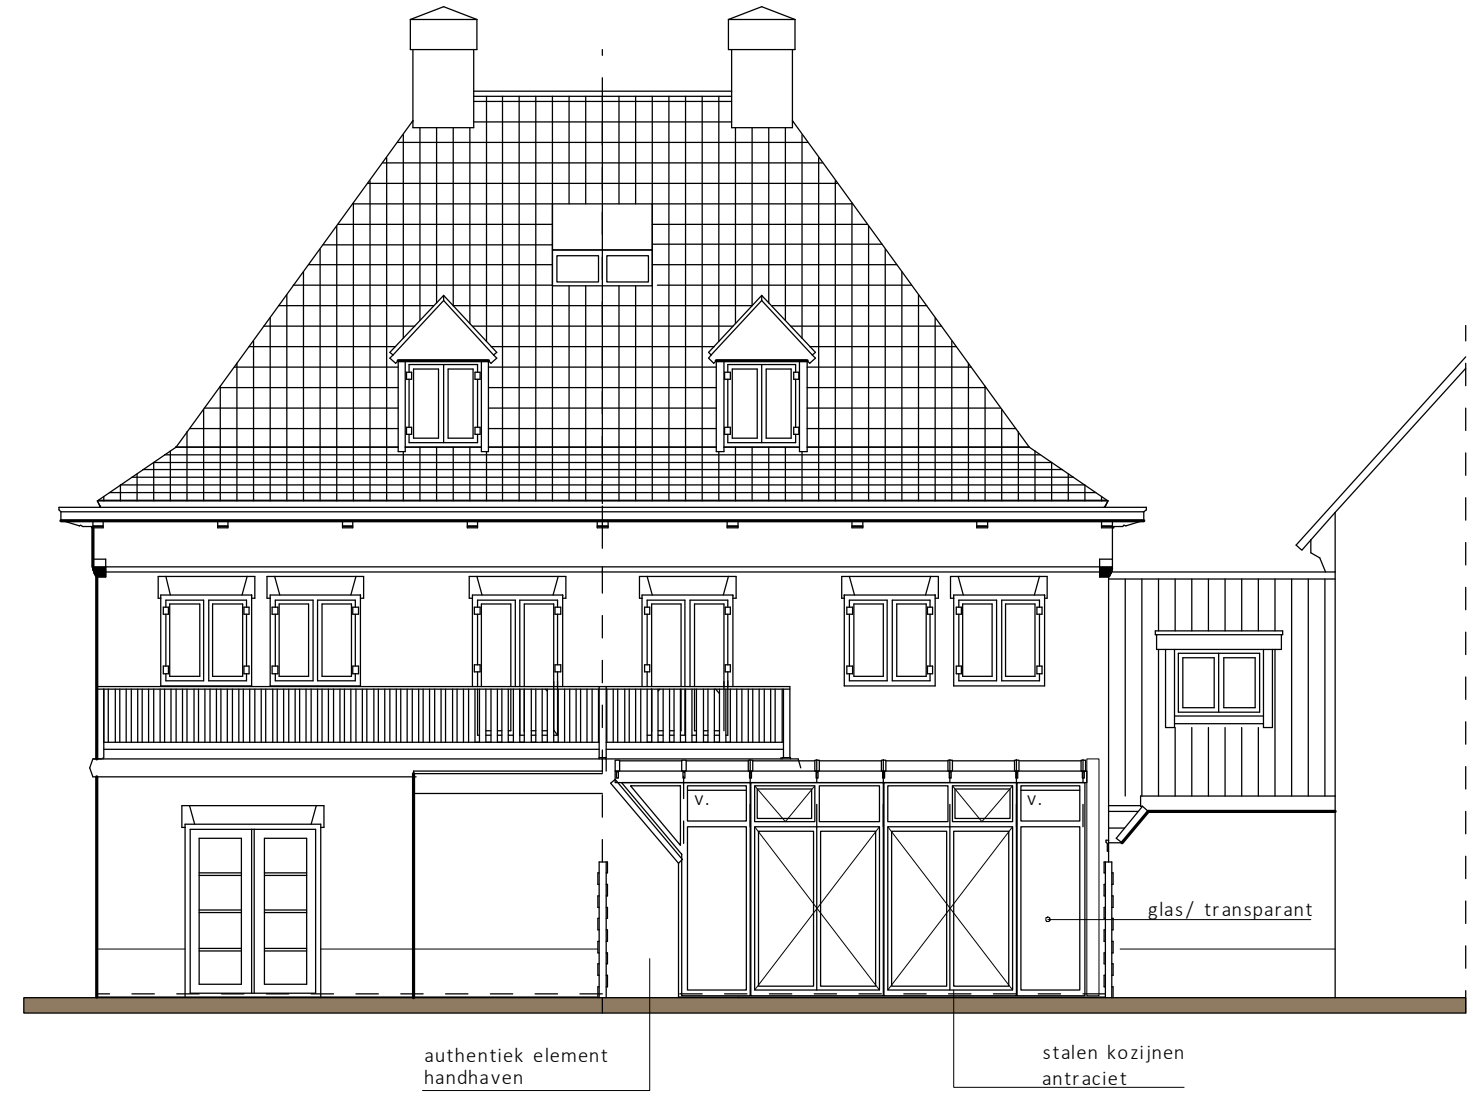 v.
v.
glas/ transparant
authentiek element
handhaven
stalen kozijnen
antraciet